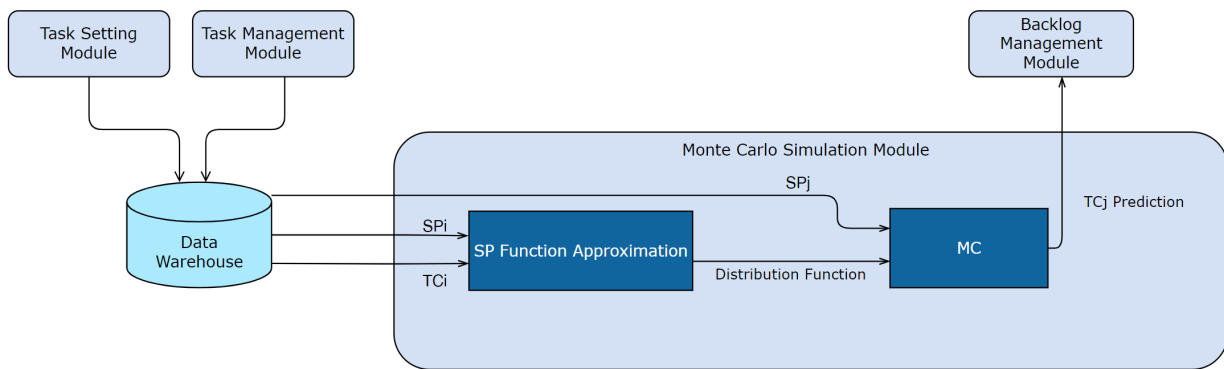 Task Setting
Module
Task Management
Module
Backlog
Management
Module
Monte Carlo Simulation Module
SPj
TCj Prediction
SPi
SP Function Approximation
MC
Data
Warehouse
TCi
Distribution Function